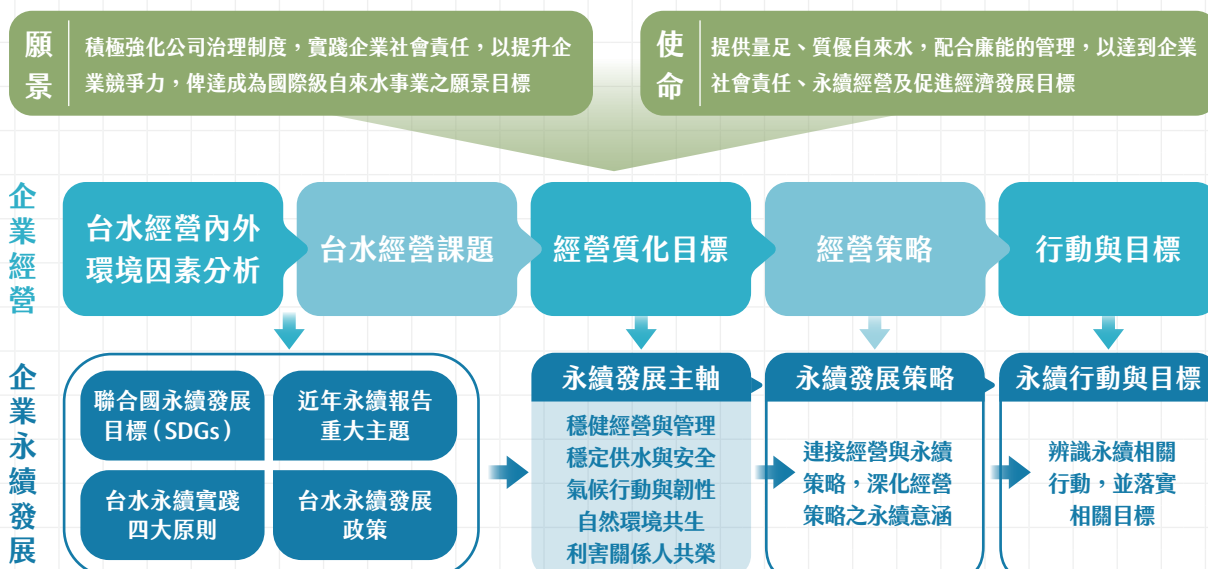 願景
積極強化公司治理制度，實踐企業社會責任，以提升企
業競爭力，俾達成為國際級自來水事業之願景目標
使命
提供量足、質優自來水，配合廉能的管理，以達到企業
社會責任、永續經營及促進經濟發展目標
企業經營
台水經營內外
環境因素分析
台水經營課題
經營質化目標
經營策略
行動與目標
企業永續發展
聯合國永續發展
目標（SDGs）
近年永續報告
重大主題
台水永續實踐
四大原則
台水永續發展
政策
永續發展主軸
穩健經營與管理
穩定供水與安全
氣候行動與韌性
自然環境共生
利害關係人共榮
永續發展策略
連接經營與永續
策略，深化經營
策略之永續意涵
永續行動與目標
辨識永續相關
行動，並落實
相關目標